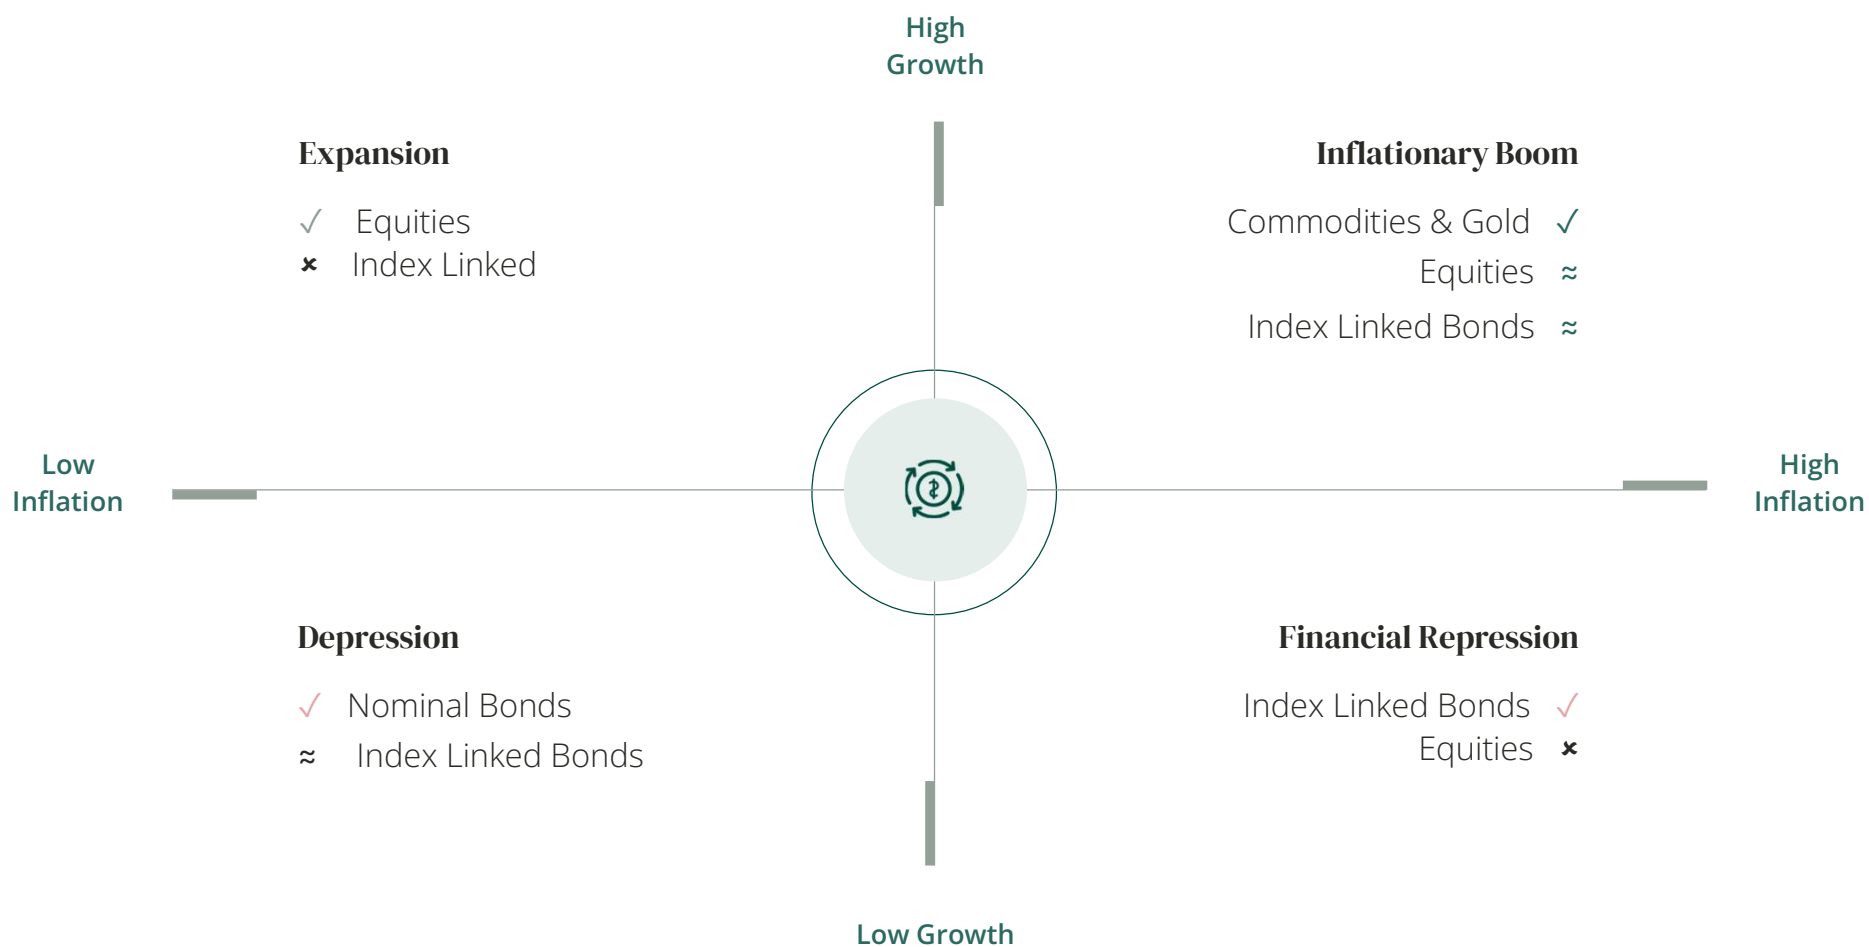 High
Growth
Expansion
✓ Equities
✘ Index Linked
Inflationary Boom
Commodities & Gold ✓
Equities ≈
Index Linked Bonds ≈
Low
Inflation
High
Inflation
Depression
✓ Nominal Bonds
≈ Index Linked Bonds
Financial Repression
Index Linked Bonds ✓
Equities ✘
Low Growth